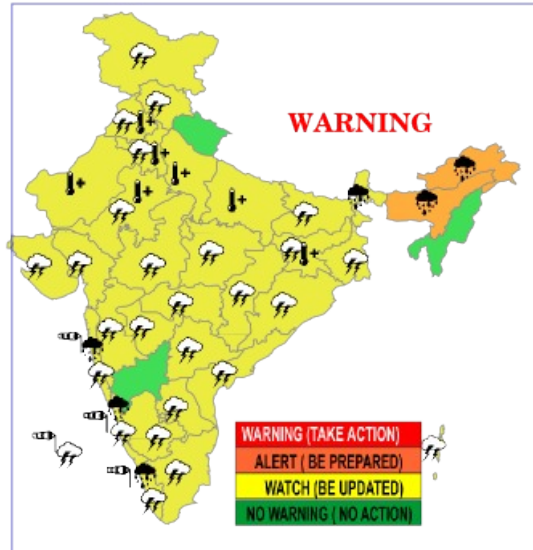 WARNING
WARNING (TAKE ACTION)
ALERT ( BE PREPARED)
WATCH (BE UPDATED)
NO WARNING ( NO ACTION)